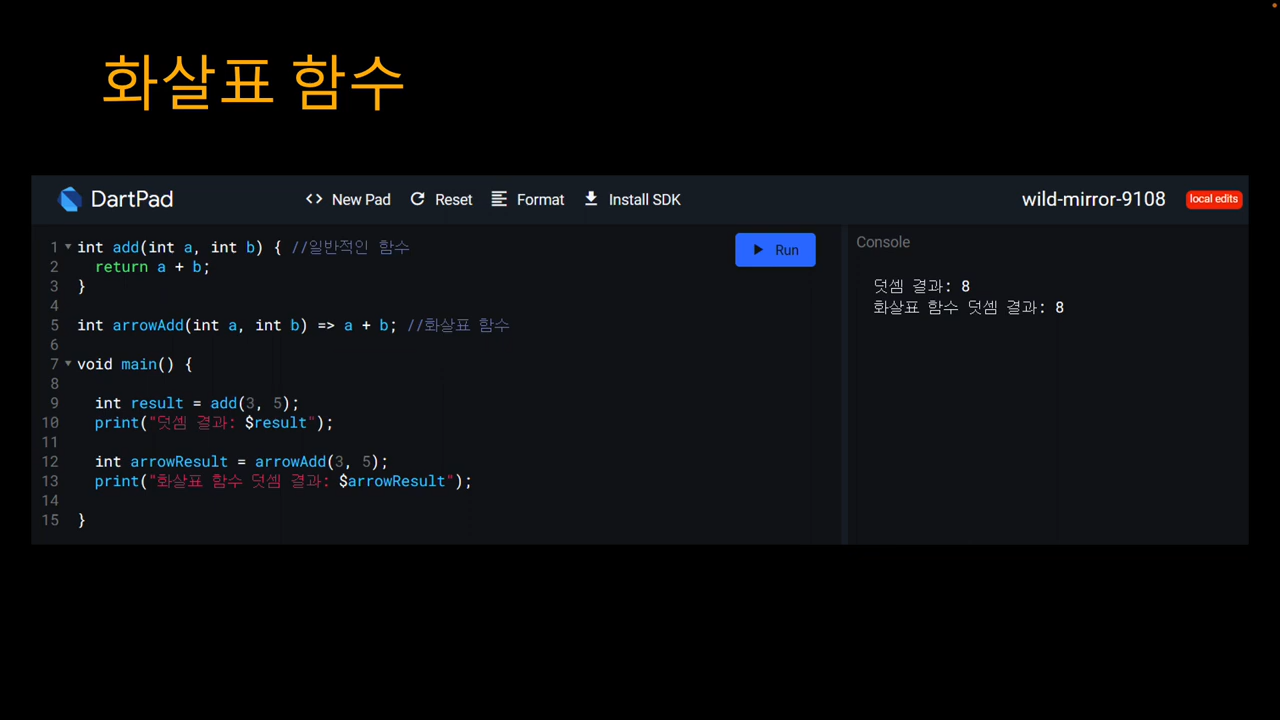 화살표 함수
DartPad
<> New Pad
Reset
Format
Install SDK
wild-mirror-9108
local edits
Run
1 int add(int a, int b) { //일반적인 함수
2 return a + b;
3 }
4
5 int arrowAdd(int a, int b) => a + b; //화살표 함수
6
7 void main() {
8
9 int result = add(3, 5);
10 print("덧셈 결과: $result");
11
12 int arrowResult = arrowAdd(3, 5);
13 print("화살표 함수 덧셈 결과: $arrowResult");
14
15 }
Console
덧셈 결과: 8
화살표 함수 덧셈 결과: 8